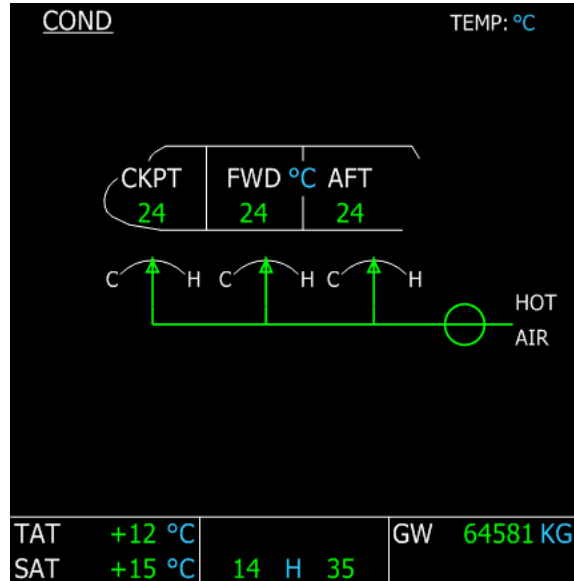 COND TEMP: °C
CKPT FWD °C AFT
24 24 24
C H C H C H
HOT
AIR
TAT +12 °C GW 64581 KG
SAT +15 °C 14 H 35